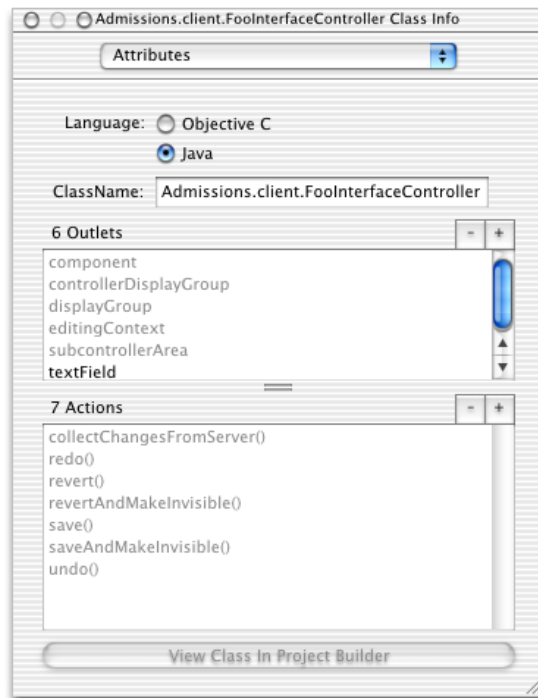 Admissions.client.FooInterfaceController Class Info
Attributes
Language: Objective C
Java
ClassName: Admissions.client.FooInterfaceController
6 Outlets - +
component
controllerDisplayGroup
displayGroup
editingContext
subcontrollerArea
textField
7 Actions - +
collectChangesFromServer()
redo()
revert()
revertAndMakeInvisible()
save()
saveAndMakeInvisible()
undo()
View Class In Project Builder